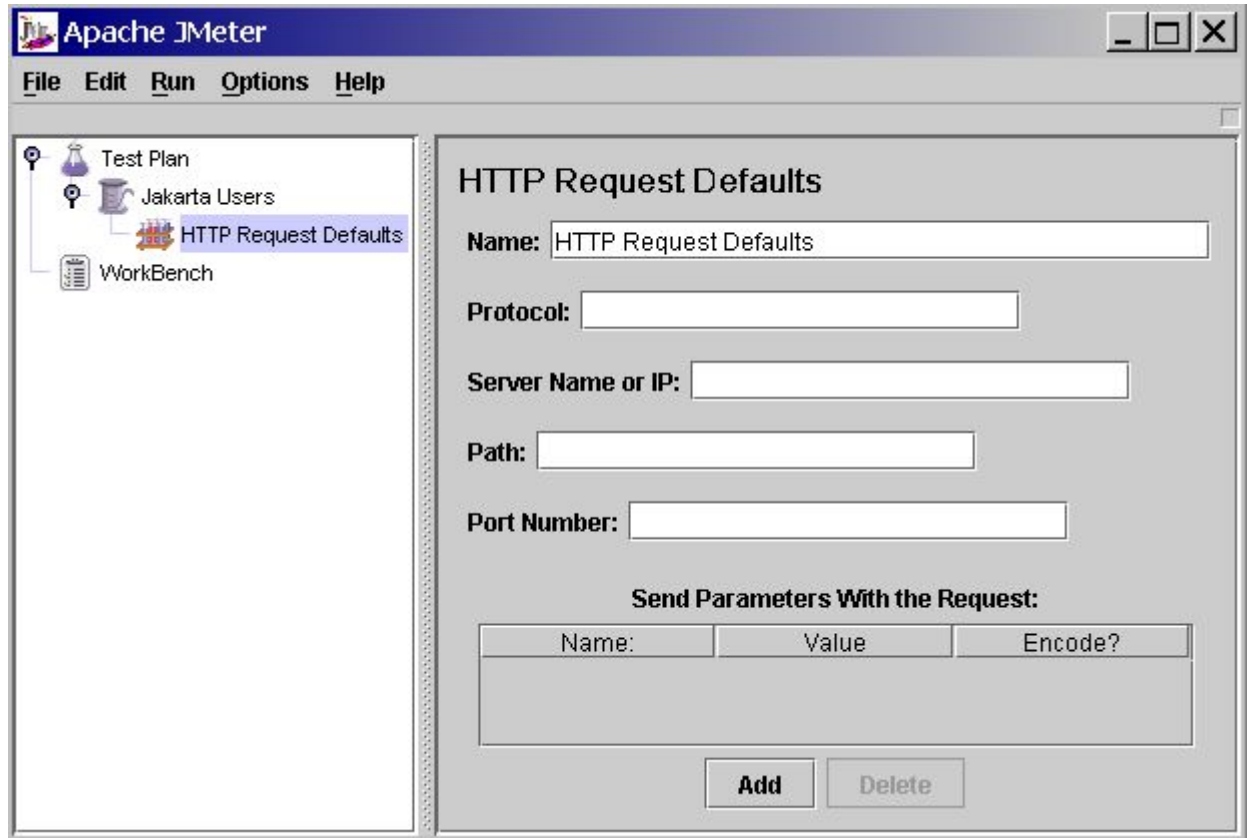 Apache JMeter
File Edit Run Options Help
Test Plan
Jakarta Users
HTTP Request Defaults
WorkBench
HTTP Request Defaults
Name: HTTP Request Defaults
Protocol:
Server Name or IP:
Path:
Port Number:
Send Parameters With the Request:
Name: Value Encode?
Add Delete